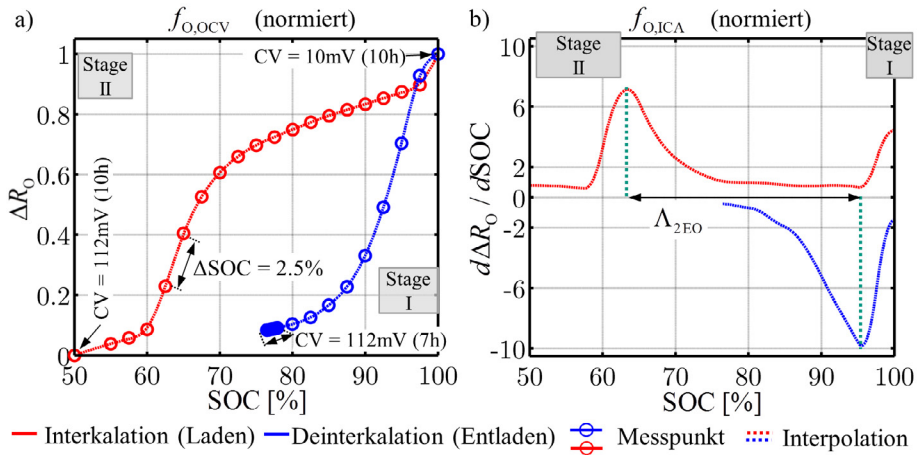 a) f_O,OCV (normiert)
Stage II
CV = 10mV (10h)
CV = 112mV (10h)
ΔSOC = 2.5%
Stage I
CV = 112mV (7h)
ΔR_O
1
0.8
0.6
0.4
0.2
0
50 60 70 80 90 100
SOC [%]
b) f_O,ICA (normiert)
Stage II
Stage I
Λ_2EO
dΔR_O / dSOC
10
6
2
0
-2
-6
-10
50 60 70 80 90 100
SOC [%]
Interkalation (Laden) Deinterkalation (Entladen) Messpunkt Interpolation